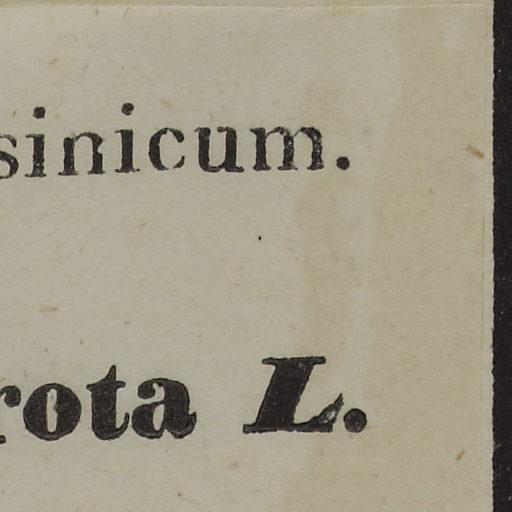 sinicum.
rota L.